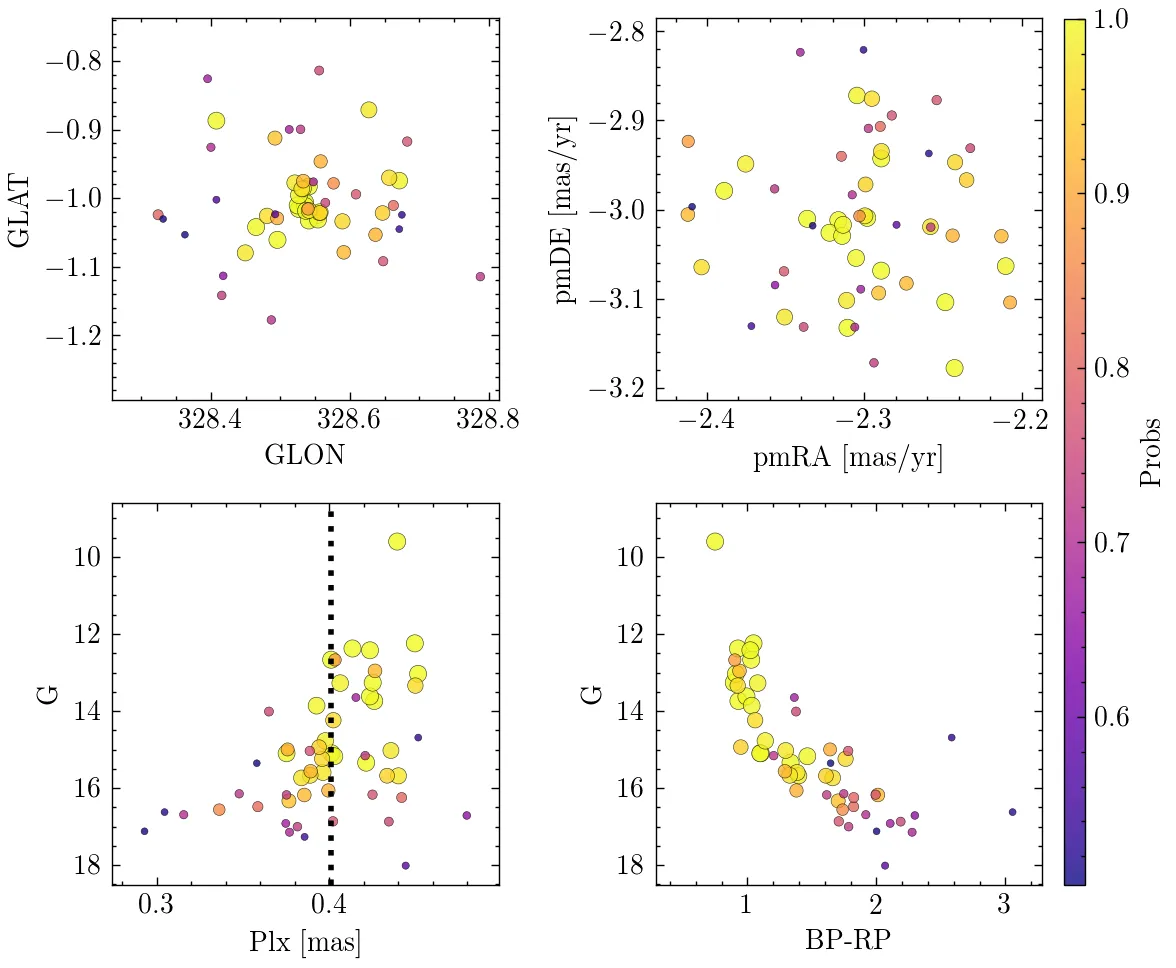 −0.8
−0.9
−1.0
−1.1
−1.2
GLAT
328.4 328.6 328.8
GLON
−2.8
−2.9
−3.0
−3.1
−3.2
pmDE [mas/yr]
−2.4 −2.3 −2.2
pmRA [mas/yr]
10
12
14
16
18
G
0.3 0.4
Plx [mas]
10
12
14
16
18
G
1 2 3
BP-RP
1.0
0.9
0.8
0.7
0.6
Probs